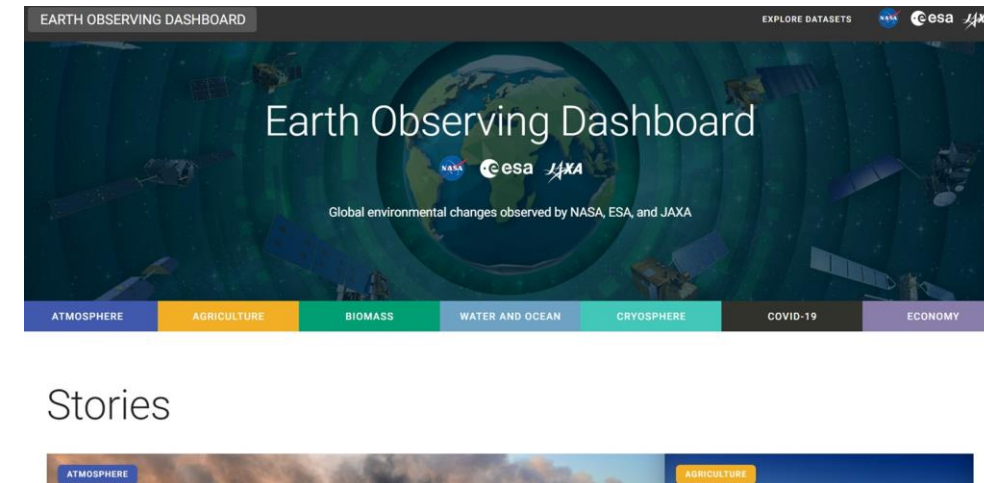 EARTH OBSERVING DASHBOARD
EXPLORE DATASETS
NASA
esa
Earth Observing Dashboard
NASA esa JAXA
Global environmental changes observed by NASA, ESA, and JAXA
ATMOSPHERE
AGRICULTURE
BIOMASS
WATER AND OCEAN
CRYOSPHERE
COVID-19
ECONOMY
Stories
ATMOSPHERE
AGRICULTURE